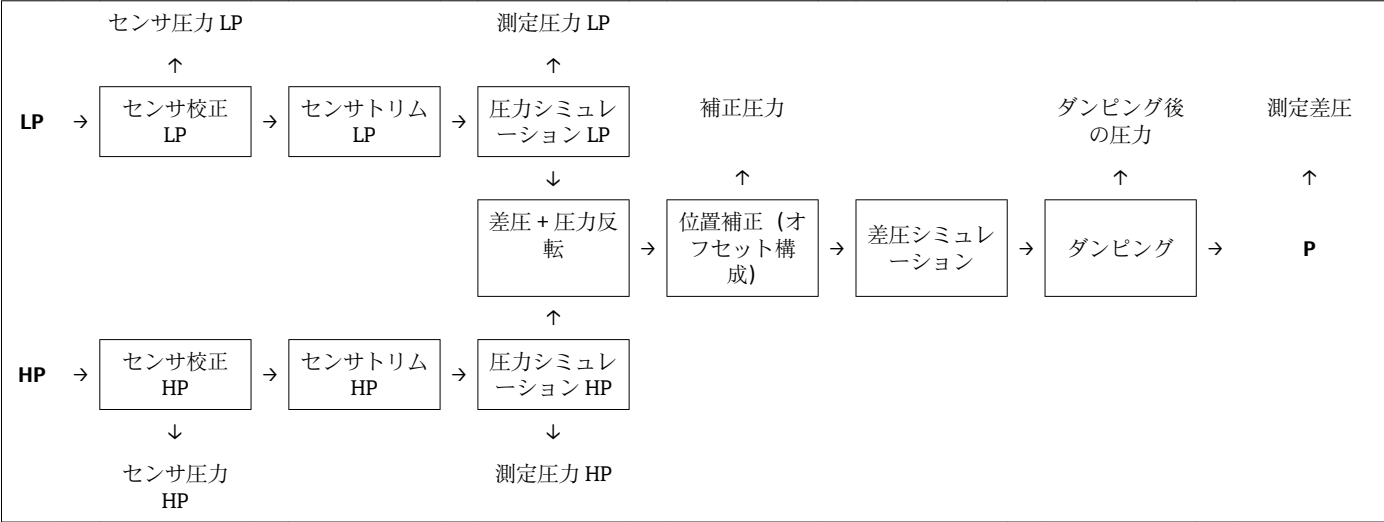 センサ圧力 LP
測定圧力 LP
↑
↑
LP → センサ校正 → センサトリム → 圧力シミュレ
LP
LP
ーション LP
補正圧力
ダンピング後
の圧力
測定差圧
↓
↑
↑
↑
差圧 + 圧力反
転
→
位置補正（オ
フセット構
成）
→
差圧シミュレ
ーション
→
ダンピング
→
P
↑
HP → センサ校正 → センサトリム → 圧力シミュレ
HP
HP
ーション HP
↓
↓
センサ圧力
HP
測定圧力 HP